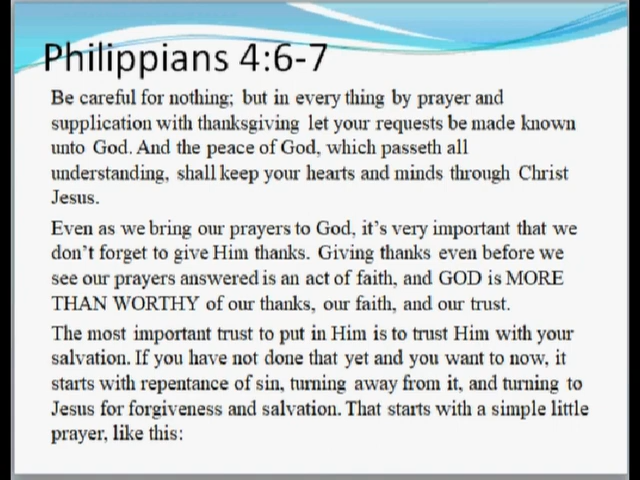 Philippians 4:6-7
Be careful for nothing; but in every thing by prayer and
supplication with thanksgiving let your requests be made known
unto God. And the peace of God, which passeth all
understanding, shall keep your hearts and minds through Christ
Jesus.
Even as we bring our prayers to God, it's very important that we
don't forget to give Him thanks. Giving thanks even before we
see our prayers answered is an act of faith, and GOD is MORE
THAN WORTHY of our thanks, our faith, and our trust.
The most important trust to put in Him is to trust Him with your
salvation. If you have not done that yet and you want to now, it
starts with repentance of sin, turning away from it, and turning to
Jesus for forgiveness and salvation. That starts with a simple little
prayer, like this: